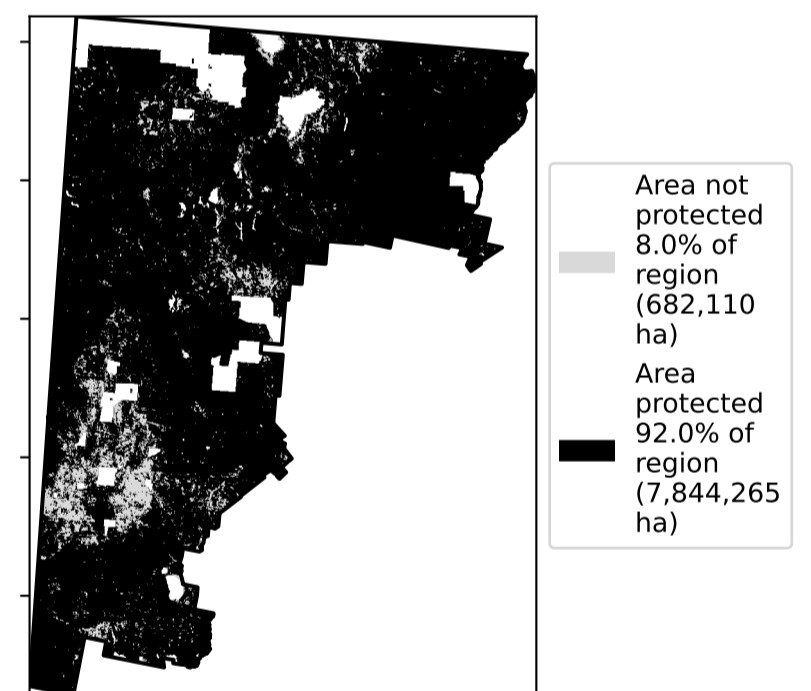 Area not
protected
8.0% of
region
(682,110
ha)
Area
protected
92.0% of
region
(7,844,265
ha)